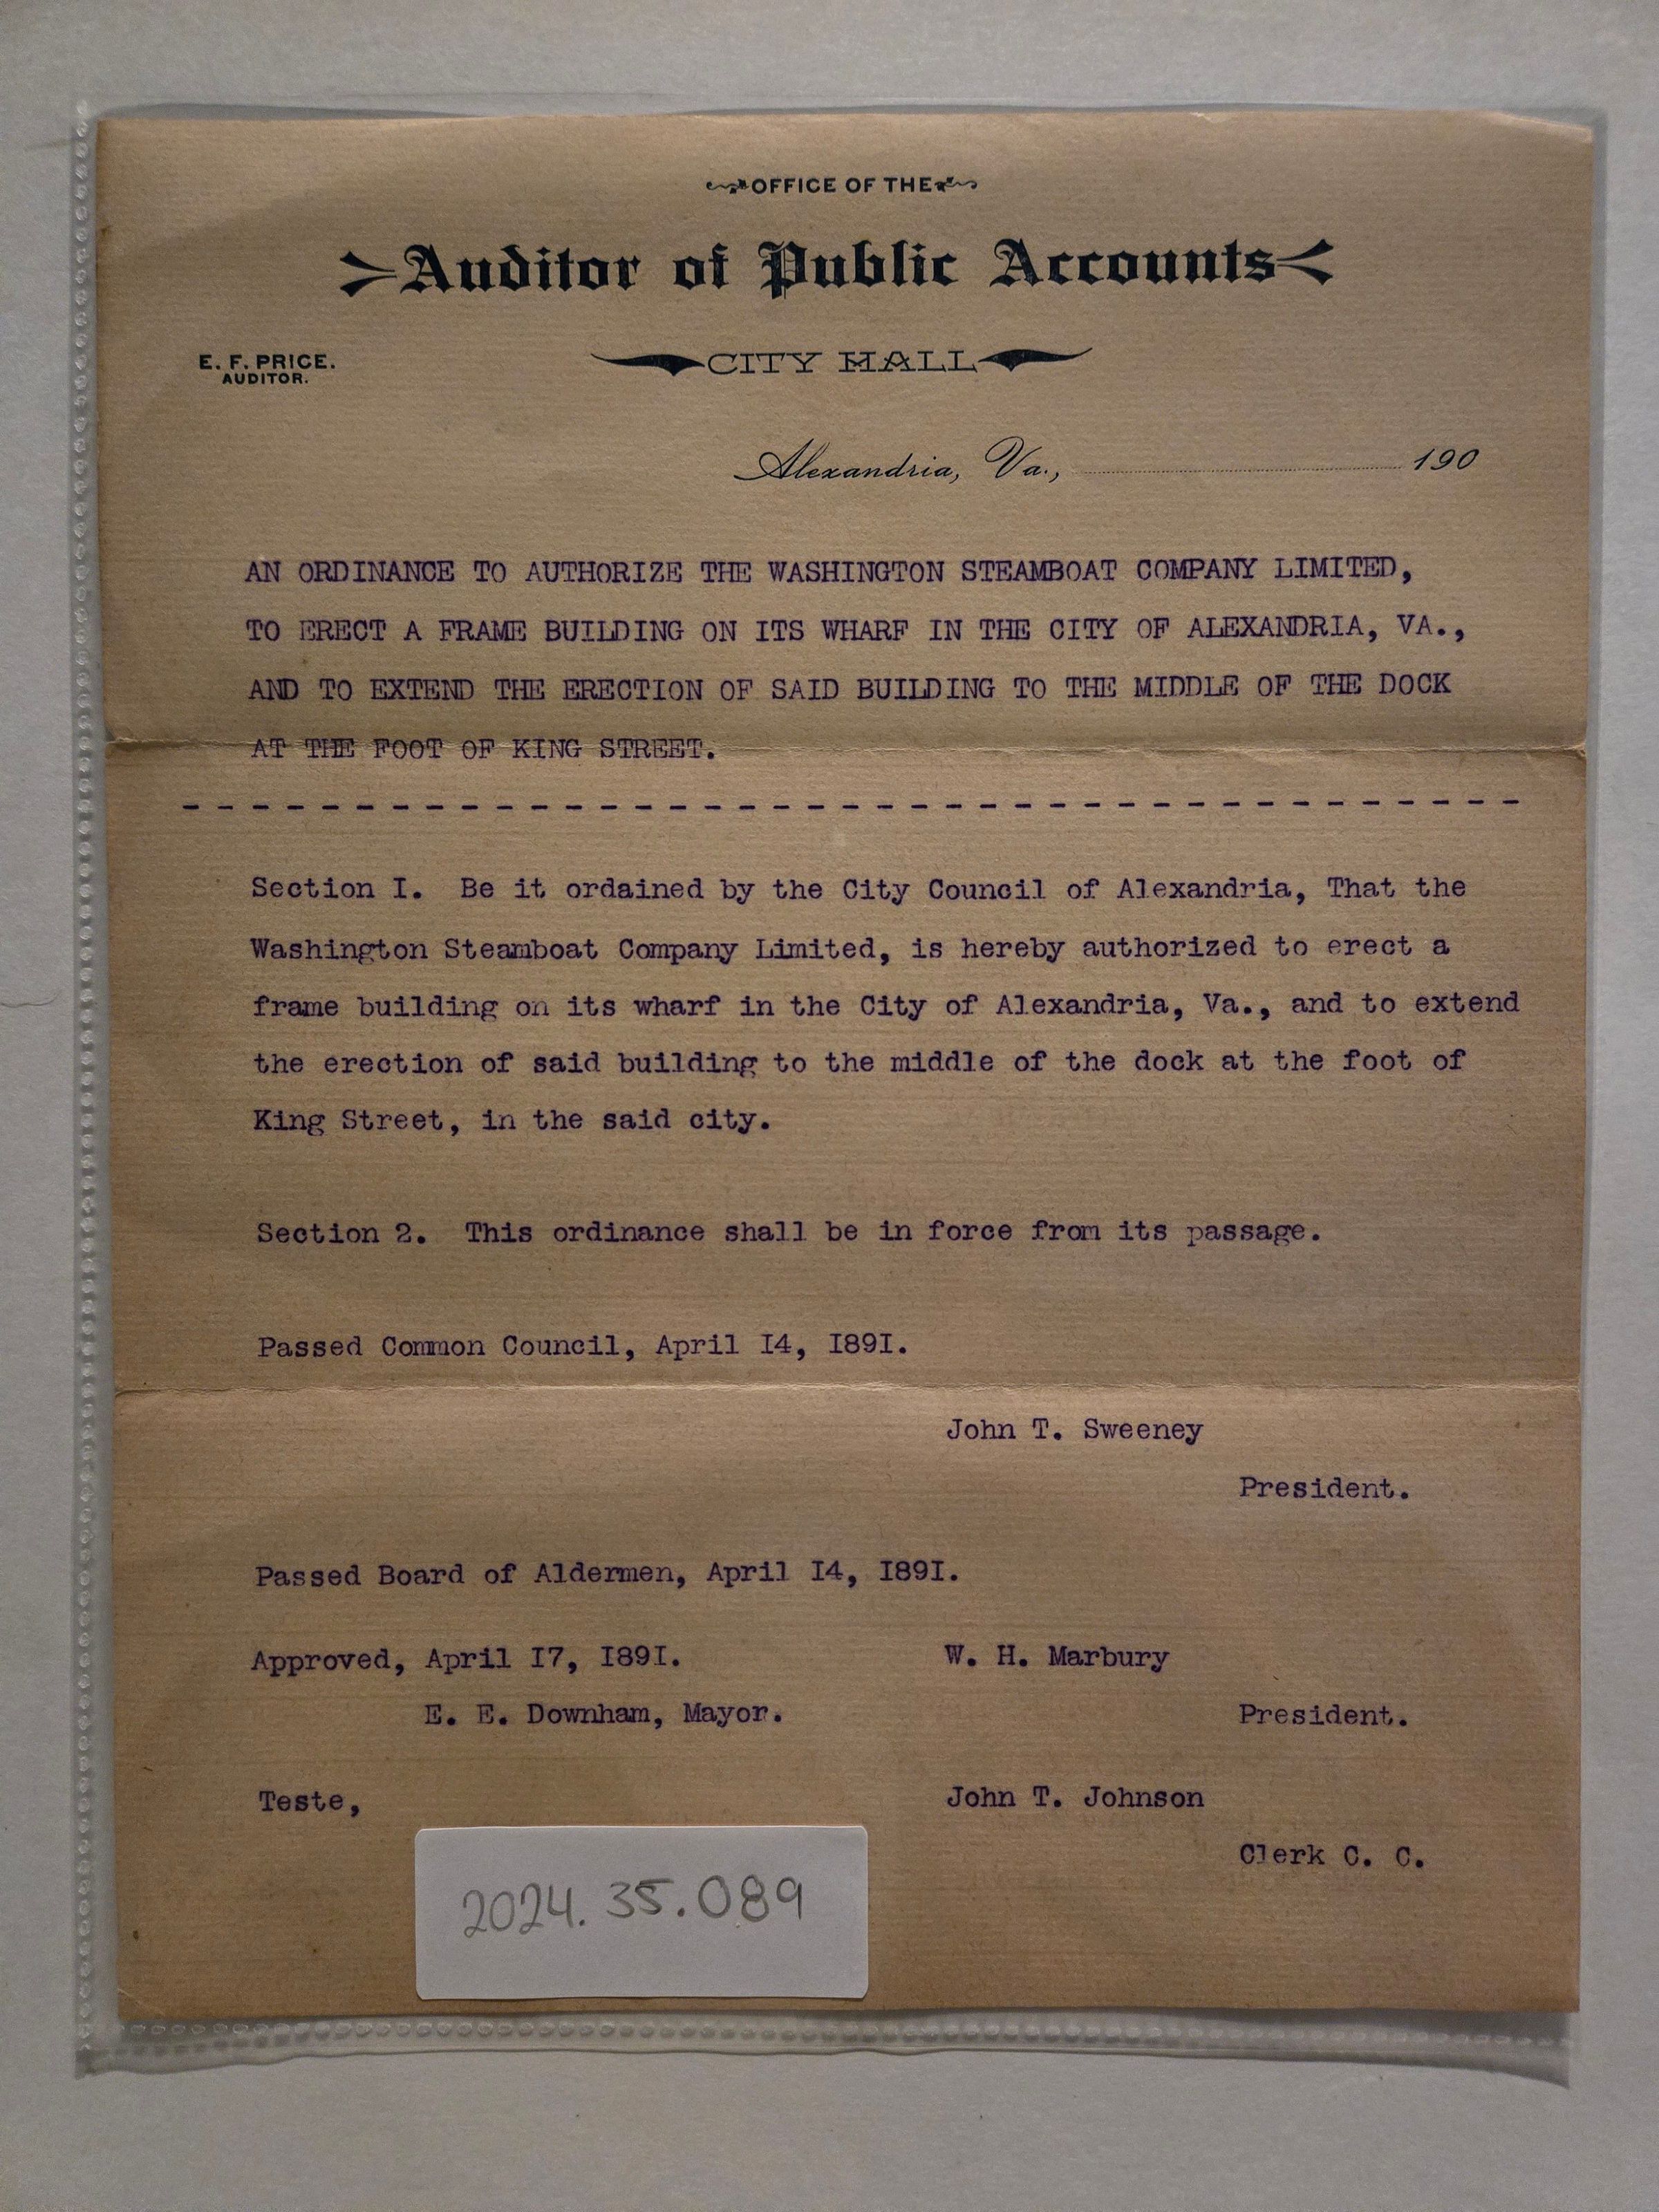 OFFICE OF THE
Auditor of Public Accounts
CITY HALL
E. F. PRICE.
AUDITOR.
Alexandria, Va., 190
AN ORDINANCE TO AUTHORIZE THE WASHINGTON STEAMBOAT COMPANY LIMITED,
TO ERECT A FRAME BUILDING ON ITS WHARF IN THE CITY OF ALEXANDRIA, VA.,
AND TO EXTEND THE ERECTION OF SAID BUILDING TO THE MIDDLE OF THE DOCK
AT THE FOOT OF KING STREET.
- - - - - - - - - - - - - - - - - - - - - - - - - - - - - - - - - - - - - - -
Section I. Be it ordained by the City Council of Alexandria, That the
Washington Steamboat Company Limited, is hereby authorized to erect a
frame building on its wharf in the City of Alexandria, Va., and to extend
the erection of said building to the middle of the dock at the foot of
King Street, in the said city.
Section 2. This ordinance shall be in force from its passage.
Passed Common Council, April I4, I89I.
John T. Sweeney
President.
Passed Board of Aldermen, April I4, I89I.
Approved, April I7, I89I. W. H. Marbury
E. E. Downham, Mayor. President.
Teste, John T. Johnson
Clerk C. C.
2024.35.089